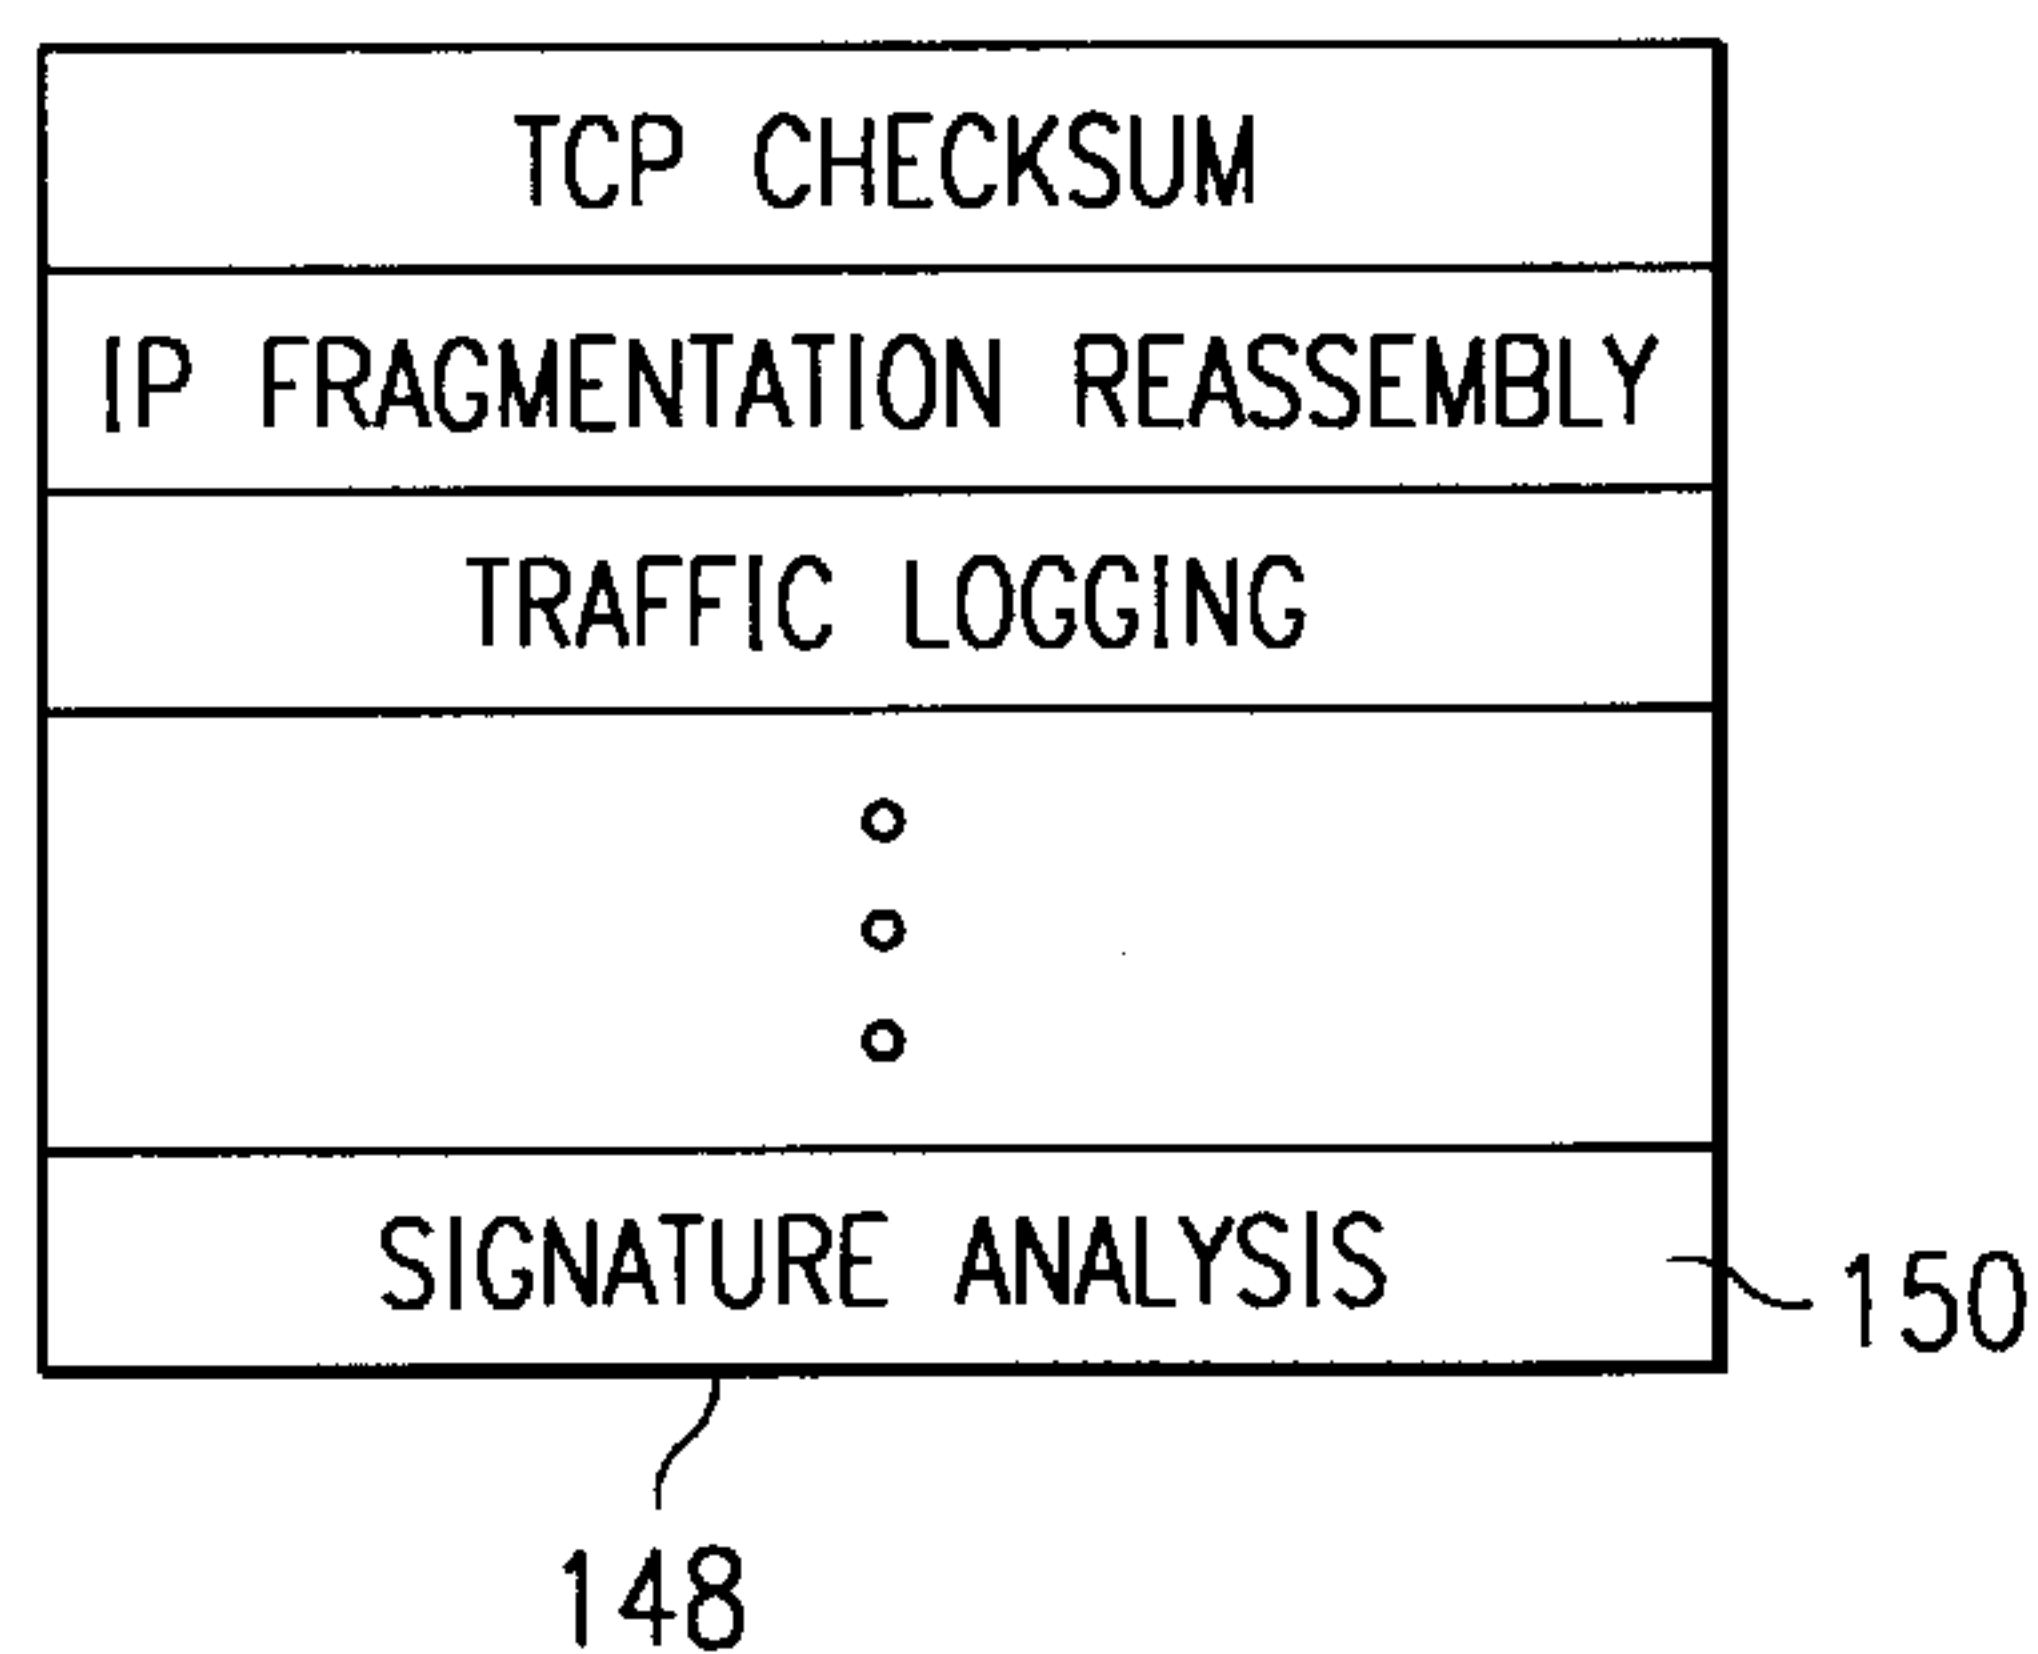 TCP CHECKSUM
IP FRAGMENTATION REASSEMBLY
TRAFFIC LOGGING
SIGNATURE ANALYSIS
150
148